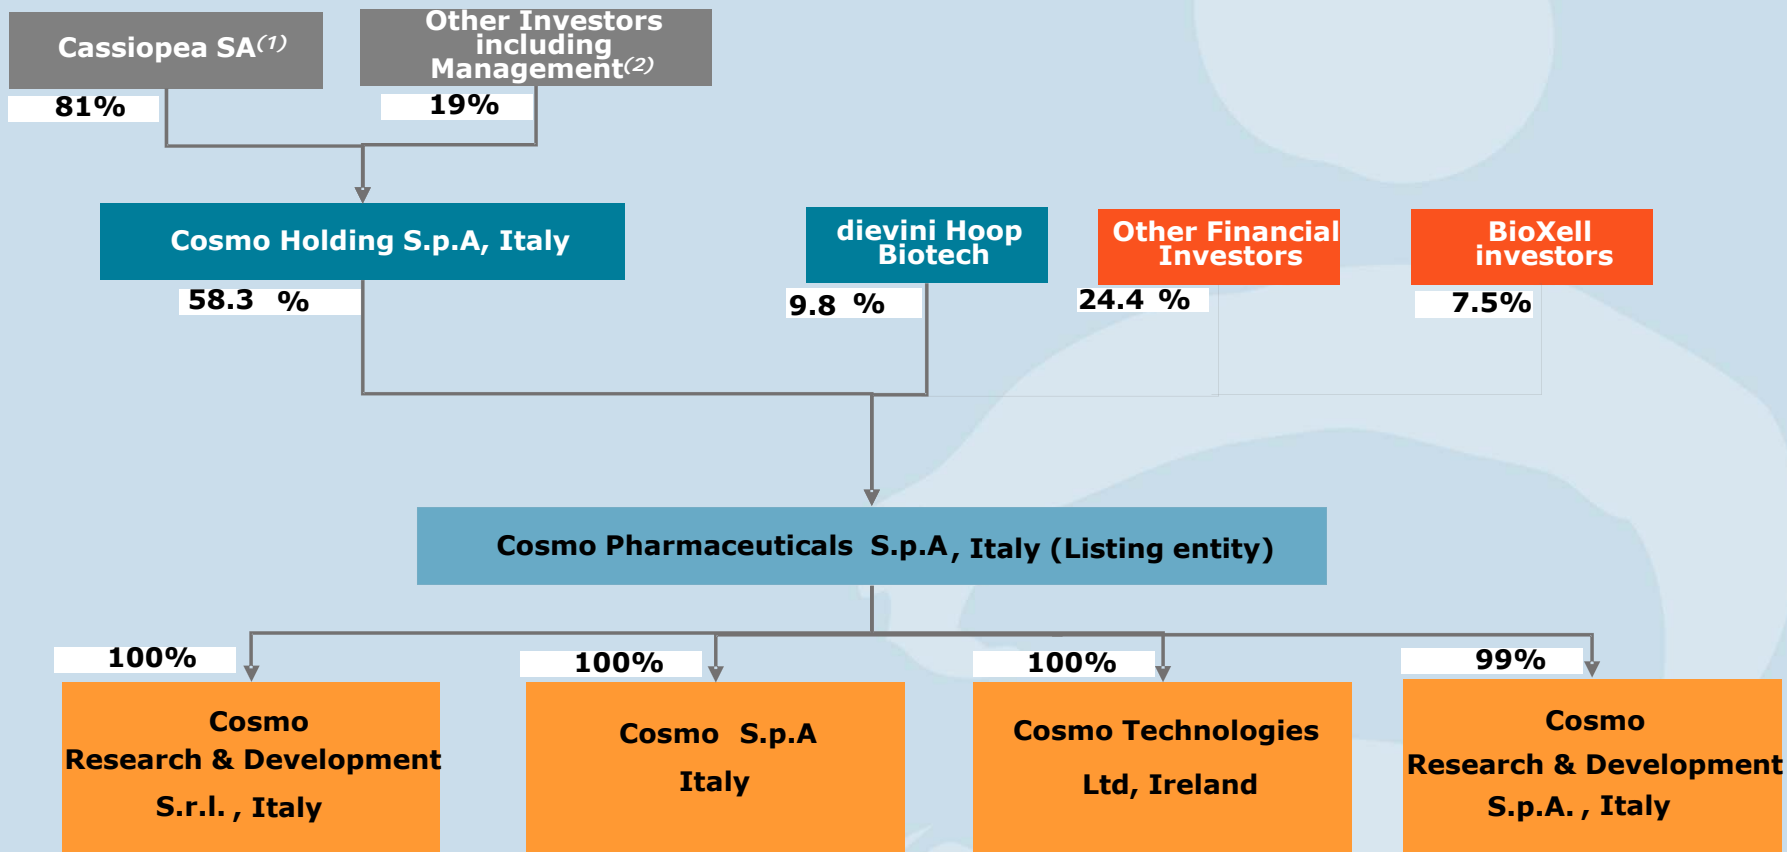 Cassiopea SA(1)
Other Investors
including
Management(2)
81%
19%
Cosmo Holding S.p.A, Italy
dievini Hoop
Biotech
Other Financial
Investors
BioXell
investors
58.3 %
9.8 %
24.4 %
7.5%
Cosmo Pharmaceuticals S.p.A, Italy (Listing entity)
100%
100%
100%
99%
Cosmo
Research & Development
S.r.l. , Italy
Cosmo S.p.A
Italy
Cosmo Technologies
Ltd, Ireland
Cosmo
Research & Development
S.p.A. , Italy